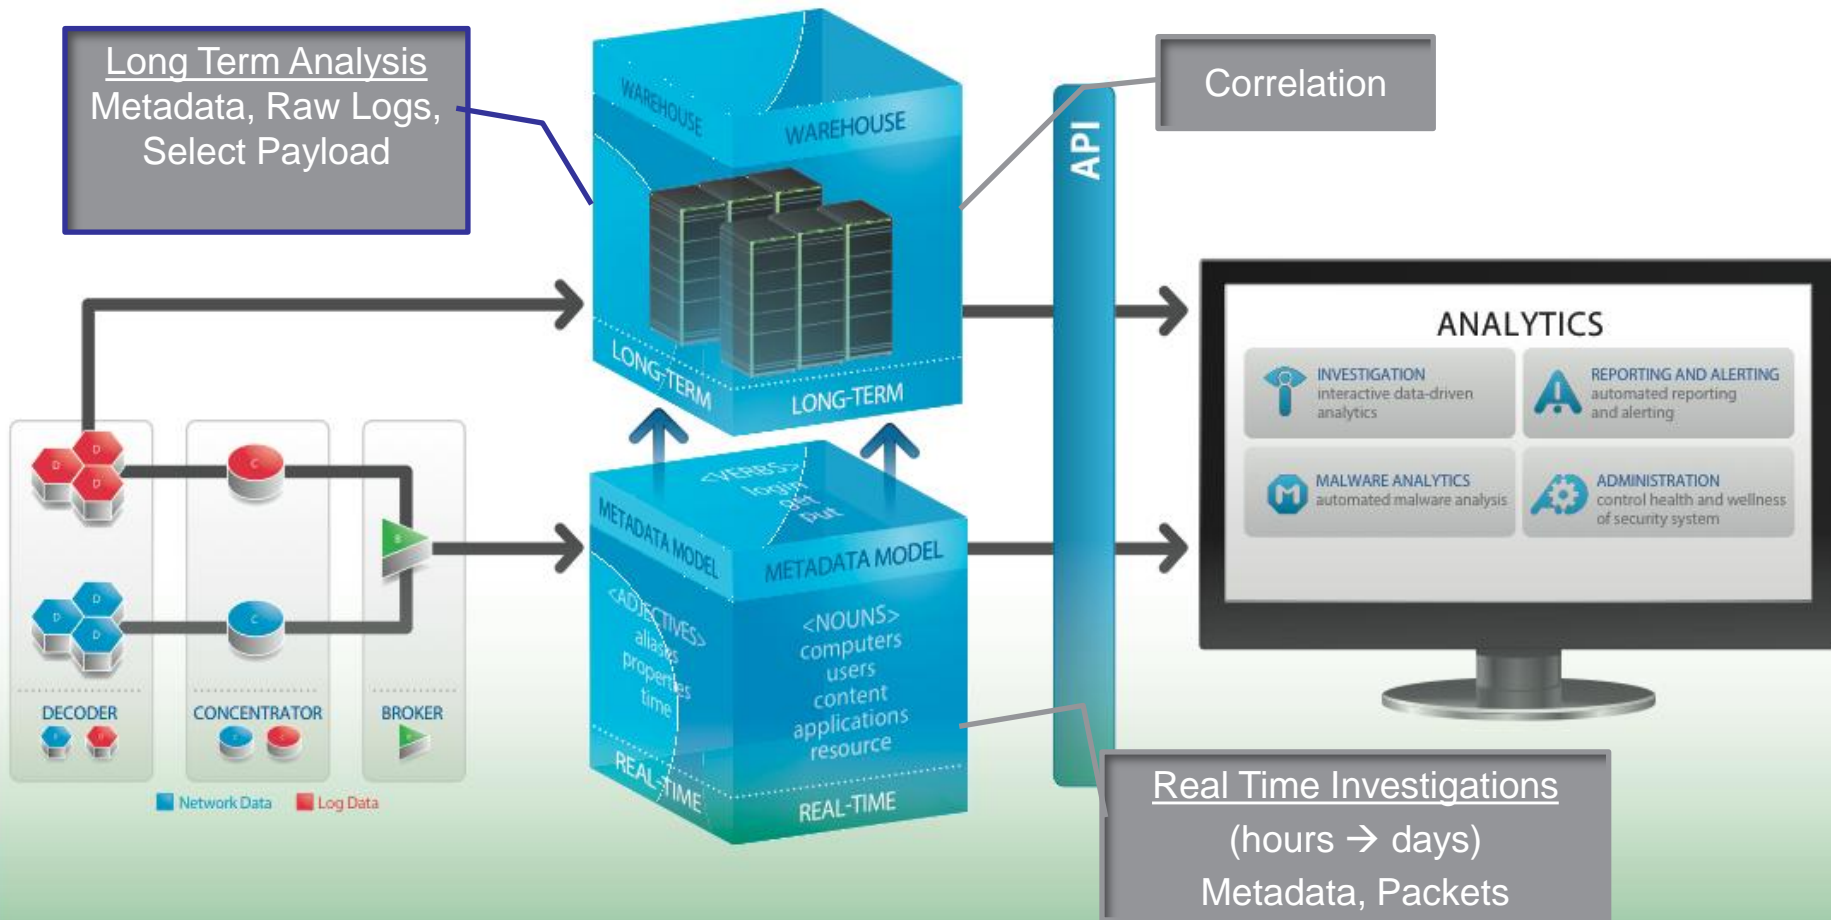 Long Term Analysis
Metadada, Raw Logs,
Select Payload
WAREHOUSE
WAREHOUSE
LONG-TERM
LONG-TERM
Correlation
API
ANALYTICS
INVESTIGATION
interactive data-driven
analytics
REPORTING AND ALERTING
automated reporting
and alerting
MALWARE ANALYTICS
automated malware analysis
ADMINISTRATION
control health and wellness
of security system
D
D
D
C
B
D
D
D
C
DECODER
CONCENTRATOR
BROKER
Network Data
Log Data
<VERBS>
login
get
put
METADATA MODEL
METADATA MODEL
<ADJECTIVES>
aliases
properties
time
<NOUNS>
computers
users
content
applications
resource
REAL-TIME
REAL-TIME
Real Time Investigations
(hours → days)
Metadata, Packets